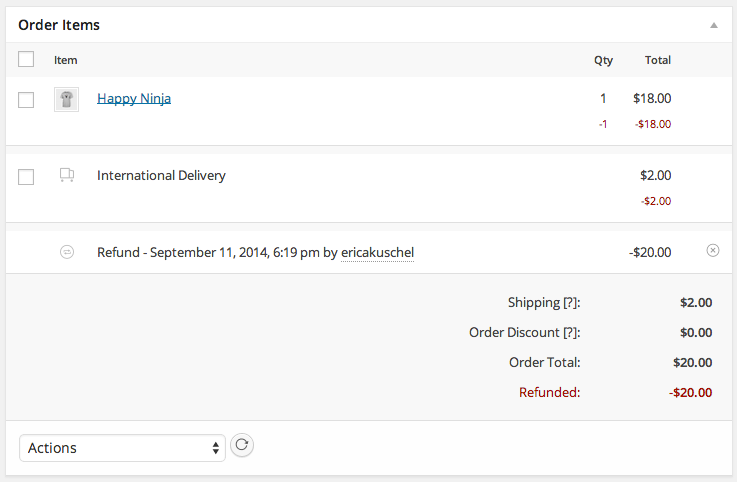 Order Items
Item Qty Total
Happy Ninja 1 $18.00
-1 -$18.00
International Delivery $2.00
-$2.00
Refund - September 11, 2014, 6:19 pm by ericakuschel -$20.00
Shipping [?]: $2.00
Order Discount [?]: $0.00
Order Total: $20.00
Refunded: -$20.00
Actions